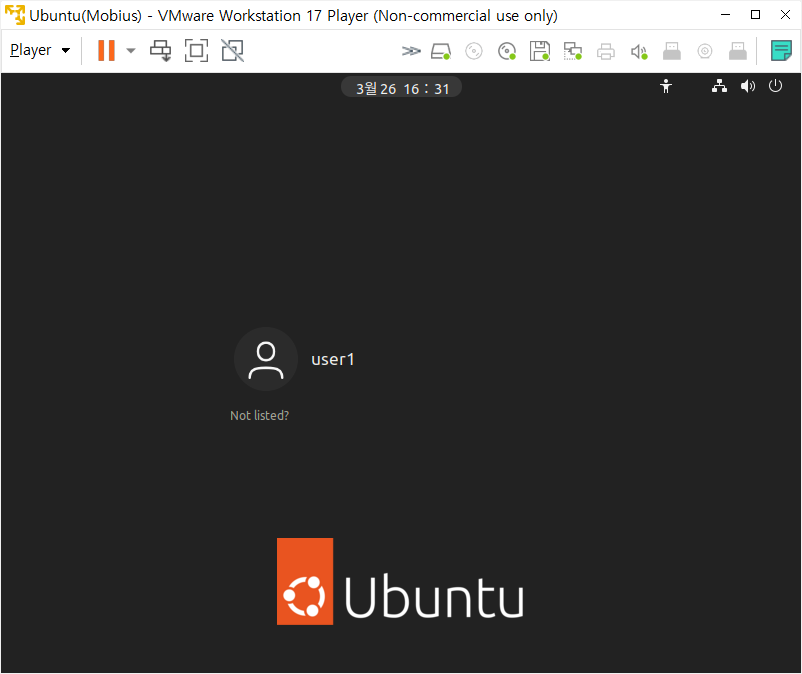 Ubuntu(Mobius) - VMware Workstation 17 Player (Non-commercial use only)
Player
3월 26 16 : 31
user1
Not listed?
Ubuntu